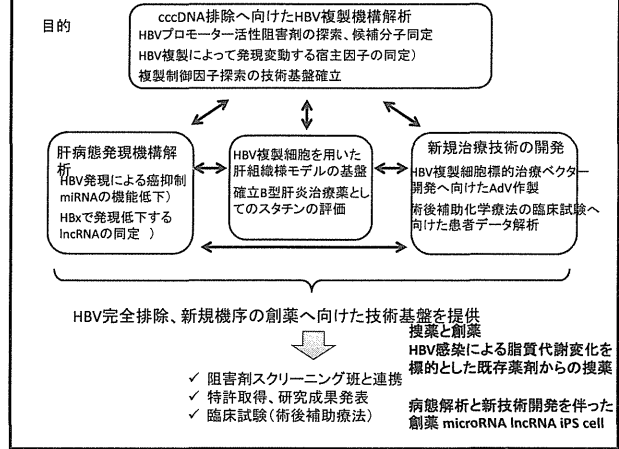 目的
cccDNA排除へ向けたHBV複製機構解析
HBVプロモーター活性阻害剤の探索、候補分子同定
HBV複製によって発現変動する宿主因子の同定)
複製制御因子探索の技術基盤確立
肝病態発現機構解
析
HBV発現による癌抑制
miRNAの機能低下)
HBxで発現低下する
lncRNAの同定 )
HBV複製細胞を用いた
肝組織様モデルの基盤
確立B型肝炎治療薬とし
てのスタチンの評価
新規治療技術の開発
HBV複製細胞標的治療ベクター
開発へ向けたAdV作製
術後補助化学療法の臨床試験へ
向けた患者データ解析
HBV完全排除、新規機序の創薬へ向けた技術基盤を提供
✓ 阻害剤スクリーニング班と連携
✓ 特許取得、研究成果発表
✓ 臨床試験(術後補助療法)
捜薬と創薬
HBV感染による脂質代謝変化を
標的とした既存薬剤からの捜薬
病態解析と新技術開発を伴った
創薬 microRNA lncRNA iPS cell